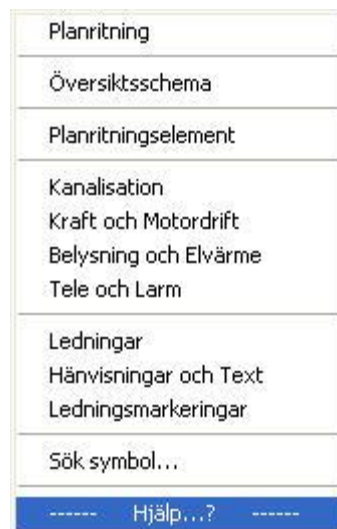 Planritning
Översiktsschema
Planritningselement
Kanalisation
Kraft och Motordrift
Belysning och Elvärme
Tele och Larm
Ledningar
Hänvisningar och Text
Ledningsmarkeringar
Sök symbol...
------ Hjälp...? ------